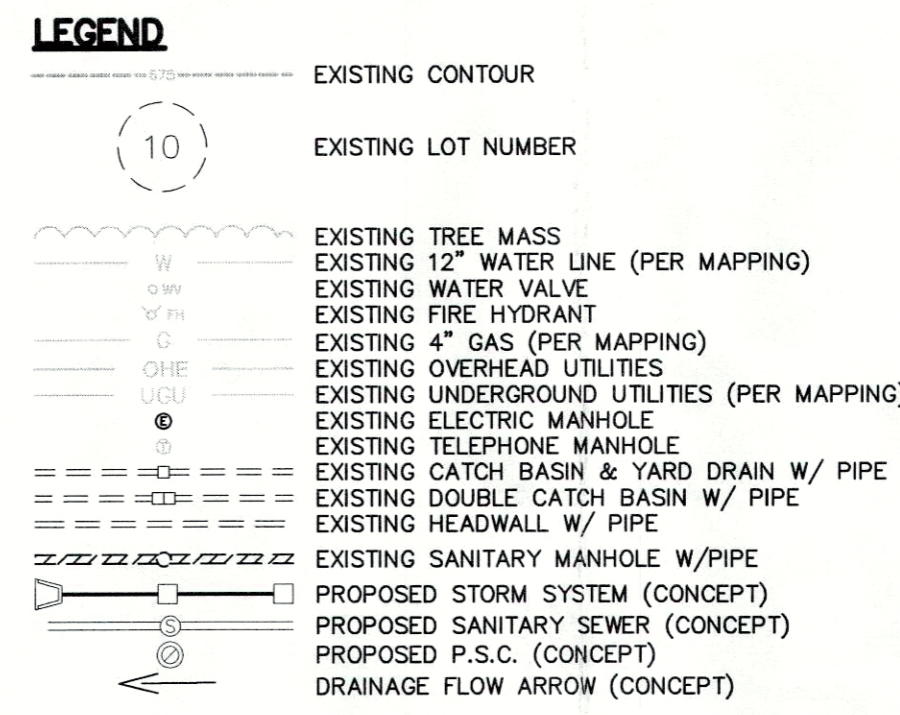 LEGEND
675 EXISTING CONTOUR
10 EXISTING LOT NUMBER
EXISTING TREE MASS
W EXISTING 12" WATER LINE (PER MAPPING)
WV EXISTING WATER VALVE
FH EXISTING FIRE HYDRANT
G EXISTING 4" GAS (PER MAPPING)
OHE EXISTING OVERHEAD UTILITIES
UGU EXISTING UNDERGROUND UTILITIES (PER MAPPING)
E EXISTING ELECTRIC MANHOLE
T EXISTING TELEPHONE MANHOLE
EXISTING CATCH BASIN & YARD DRAIN W/ PIPE
EXISTING DOUBLE CATCH BASIN W/ PIPE
EXISTING HEADWALL W/ PIPE
EXISTING SANITARY MANHOLE W/PIPE
PROPOSED STORM SYSTEM (CONCEPT)
S PROPOSED SANITARY SEWER (CONCEPT)
PROPOSED P.S.C. (CONCEPT)
DRAINAGE FLOW ARROW (CONCEPT)